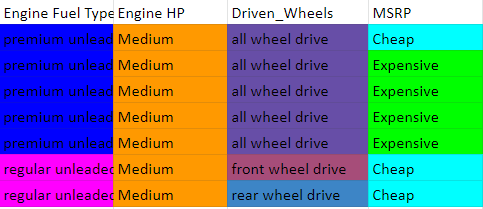 Engine Fuel Type Engine HP Driven_Wheels MSRP
premium unlead Medium all wheel drive Cheap
premium unlead Medium all wheel drive Expensive
premium unlead Medium all wheel drive Expensive
premium unlead Medium all wheel drive Expensive
premium unlead Medium all wheel drive Expensive
regular unleaded Medium front wheel drive Cheap
regular unleaded Medium rear wheel drive Cheap